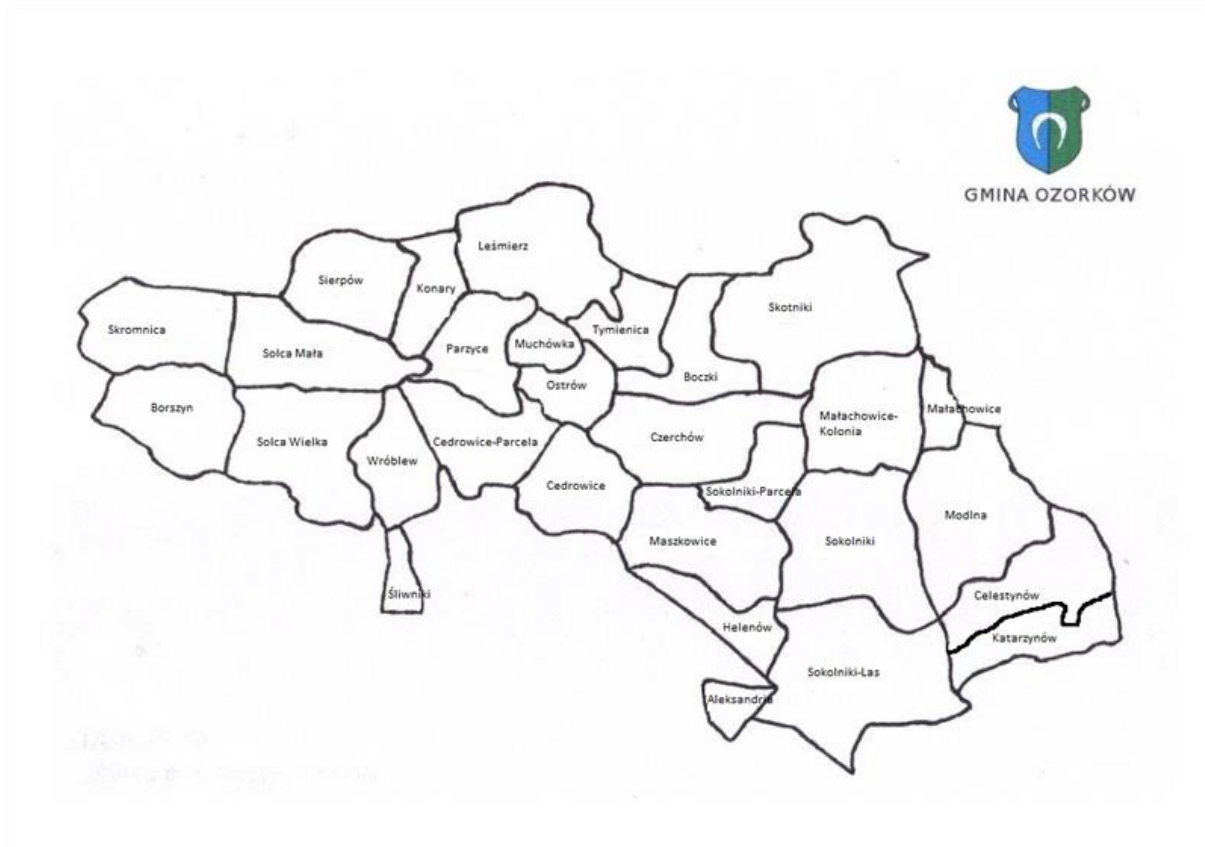 GMINA OZORKÓW
Leśmierz
Sierpów
Konary
Skotniki
Skromnica
Tymienica
Solca Mała
Parzyce
Muchówka
Boczki
Ostrów
Borszyn
Małachowice-
Kolonia
Małachowice
Solca Wielka
Cedrowice-Parcela
Czerchów
Wróblew
Cedrowice
Sokolniki-Parcela
Modlna
Maszkowice
Sokolniki
Śliwniki
Celestynów
Helenów
Katarzynów
Sokolniki-Las
Aleksandria